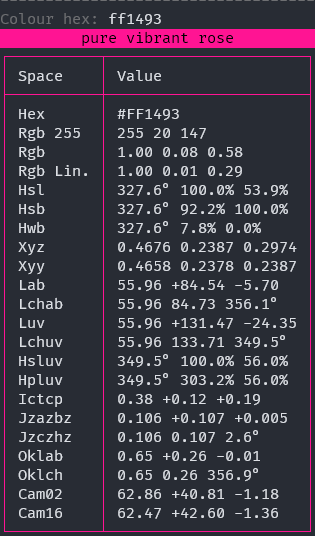 Colour hex: ff1493
pure vibrant rose
Space Value
Hex #FF1493
Rgb 255 255 20 147
Rgb 1.00 0.08 0.58
Rgb Lin. 1.00 0.01 0.29
Hsl 327.6° 100.0% 53.9%
Hsb 327.6° 92.2% 100.0%
Hwb 327.6° 7.8% 0.0%
Xyz 0.4676 0.2387 0.2974
Xyy 0.4658 0.2378 0.2387
Lab 55.96 +84.54 -5.70
Lchab 55.96 84.73 356.1°
Luv 55.96 +131.47 -24.35
Lchuv 55.96 133.71 349.5°
Hsluv 349.5° 100.0% 56.0%
Hpluv 349.5° 303.2% 56.0%
Ictcp 0.38 +0.12 +0.19
Jzazbz 0.106 +0.107 +0.005
Jzczhz 0.106 0.107 2.6°
Oklab 0.65 +0.26 -0.01
Oklch 0.65 0.26 356.9°
Cam02 62.86 +40.81 -1.18
Cam16 62.47 +42.60 -1.36